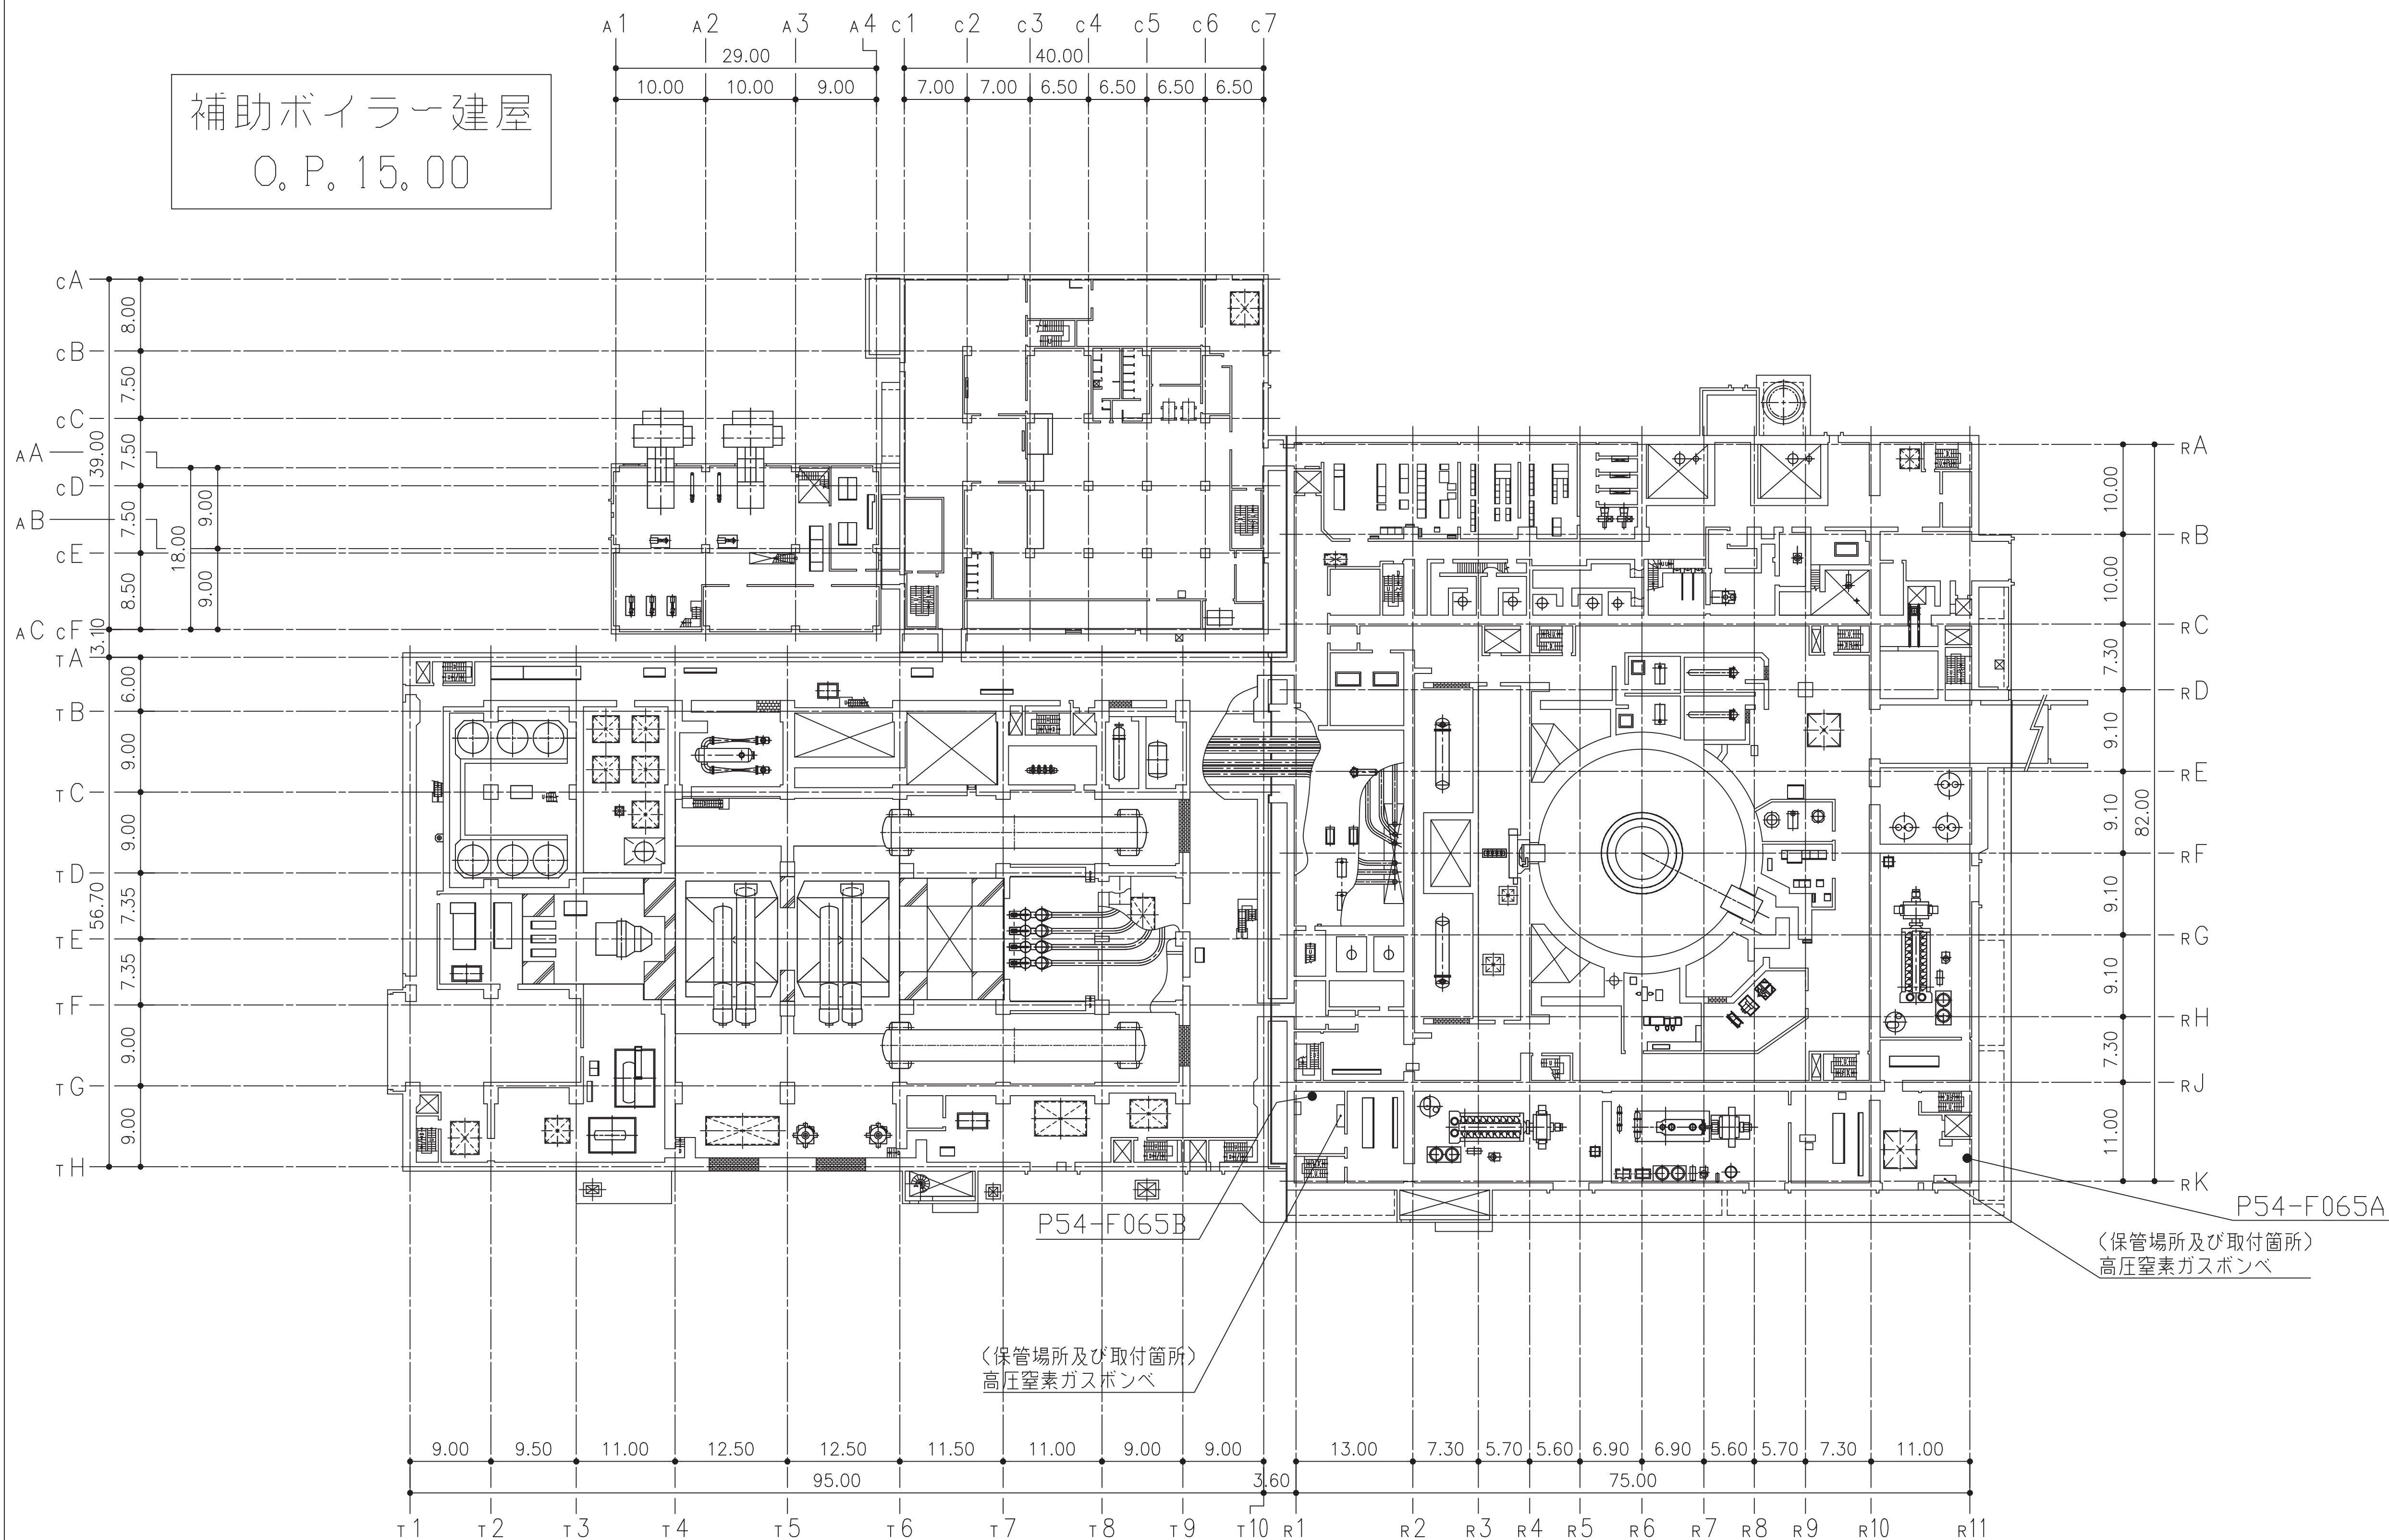 A1 A2 A3 A4 C1 C2 C3 C4 C5 C6 C7
29.00 40.00
10.00 10.00 9.00 7.00 7.00 6.50 6.50 6.50 6.50
補助ボイラー建屋
O.P.15.00
CA
8.00
CB
7.50
CC
39.00
7.50
AA
CD
7.50
9.00
AB
18.00
CE
8.50
9.00
AC CF
3.10
TA
6.00
TB
9.00
TC
9.00
TD
7.35
56.70
TE
7.35
TF
9.00
TG
9.00
TH
RA
10.00
RB
10.00
RC
7.30
RD
9.10
RE
9.10
82.00
RF
9.10
RG
9.10
RH
7.30
RJ
11.00
RK
P54-F065B
P54-F065A
(保管場所及び取付箇所)
高圧窒素ガスボンベ
(保管場所及び取付箇所)
高圧窒素ガスボンベ
9.00 9.50 11.00 12.50 12.50 11.50 11.00 9.00 9.00 13.00 7.30 5.70 5.60 6.90 6.90 5.60 5.70 7.30 11.00
95.00 3.60 75.00
T1 T2 T3 T4 T5 T6 T7 T8 T9 T10 R1 R2 R3 R4 R5 R6 R7 R8 R9 R10 R11